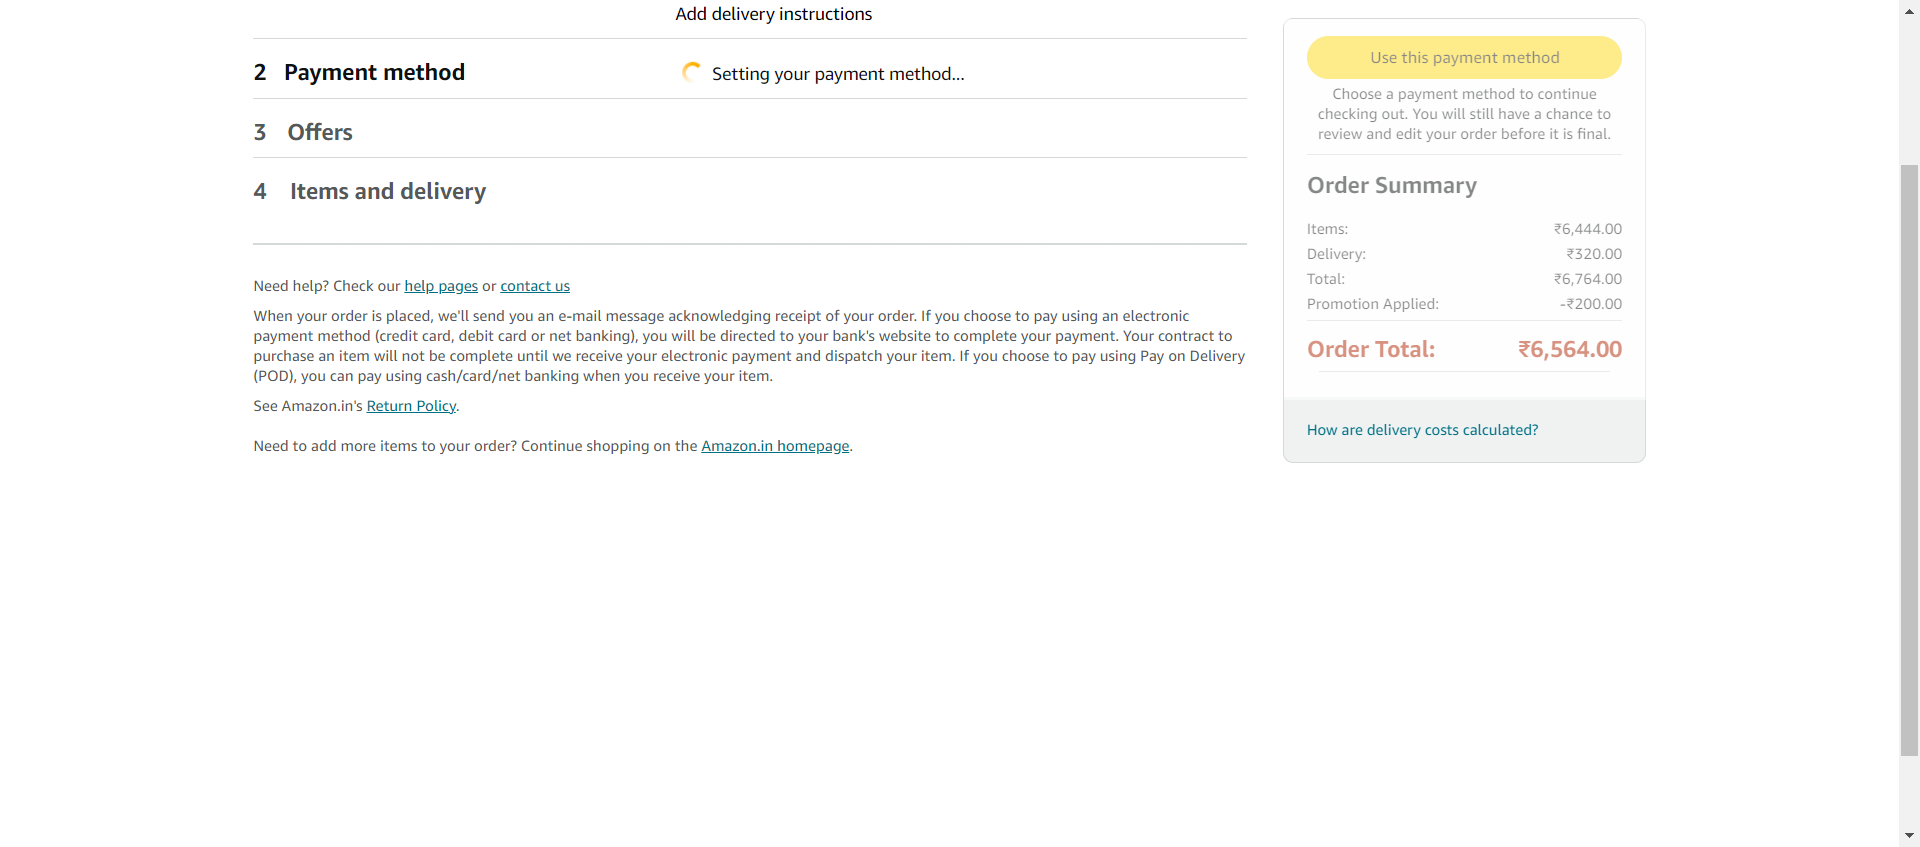 Add delivery instructions
2 Payment method
Setting your payment method...
3 Offers
4 Items and delivery
Need help? Check our help pages or contact us
When your order is placed, we'll send you an e-mail message acknowledging receipt of your order. If you choose to pay using an electronic
payment method (credit card, debit card or net banking), you will be directed to your bank's website to complete your payment. Your contract to
purchase an item will not be complete until we receive your electronic payment and dispatch your item. If you choose to pay using Pay on Delivery
(POD), you can pay using cash/card/net banking when you receive your item.
See Amazon.in's Return Policy.
Need to add more items to your order? Continue shopping on the Amazon.in homepage.
Use this payment method
Choose a payment method to continue
checking out. You will still have a chance to
review and edit your order before it is final.
Order Summary
Items: ₹6,444.00
Delivery: ₹320.00
Total: ₹6,764.00
Promotion Applied: -₹200.00
Order Total: ₹6,564.00
How are delivery costs calculated?